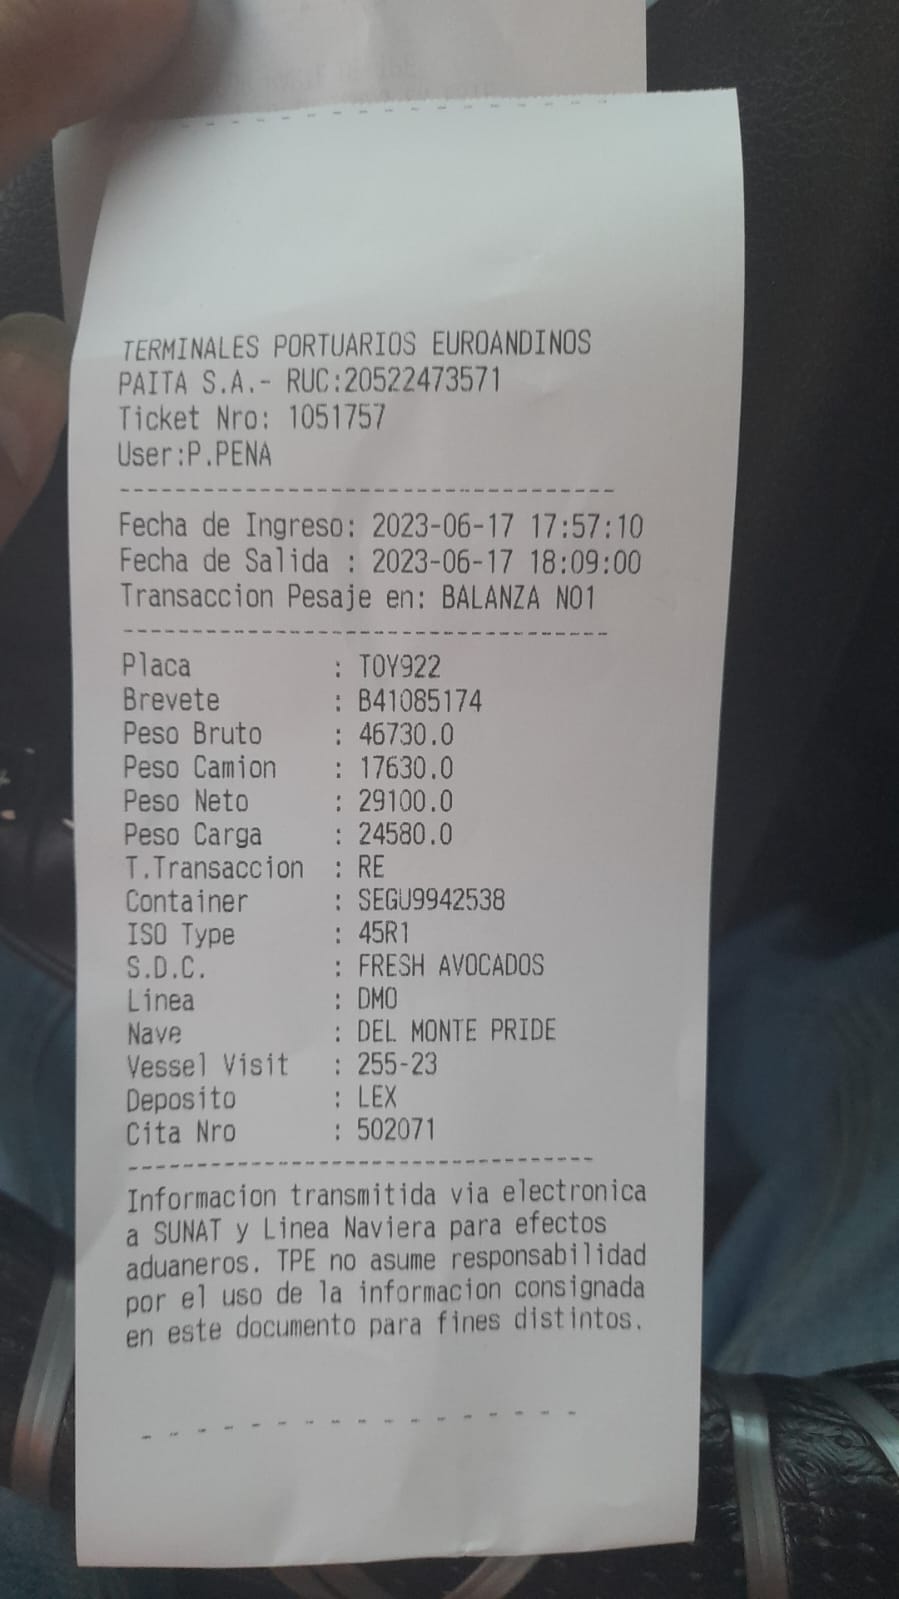 TERMINALES PORTUARIOS EUROANDINOS
PAITA S.A.- RUC:20522473571
Ticket Nro: 1051757
User:P.PENA
-----------------------------------
Fecha de Ingreso: 2023-06-17 17:57:10
Fecha de Salida : 2023-06-17 18:09:00
Transaccion Pesaje en: BALANZA NO1
-----------------------------------
Placa : TOY922
Brevete : B41085174
Peso Bruto : 46730.0
Peso Camion : 17630.0
Peso Neto : 29100.0
Peso Carga : 24580.0
T.Transaccion : RE
Container : SEGU9942538
ISO Type : 45R1
S.D.C. : FRESH AVOCADOS
Linea : DMO
Nave : DEL MONTE PRIDE
Vessel Visit : 255-23
Deposito : LEX
Cita Nro : 502071
-----------------------------------
Informacion transmitida via electronica
a SUNAT y Linea Naviera para efectos
aduaneros. TPE no asume responsabilidad
por el uso de la informacion consignada
en este documento para fines distintos.